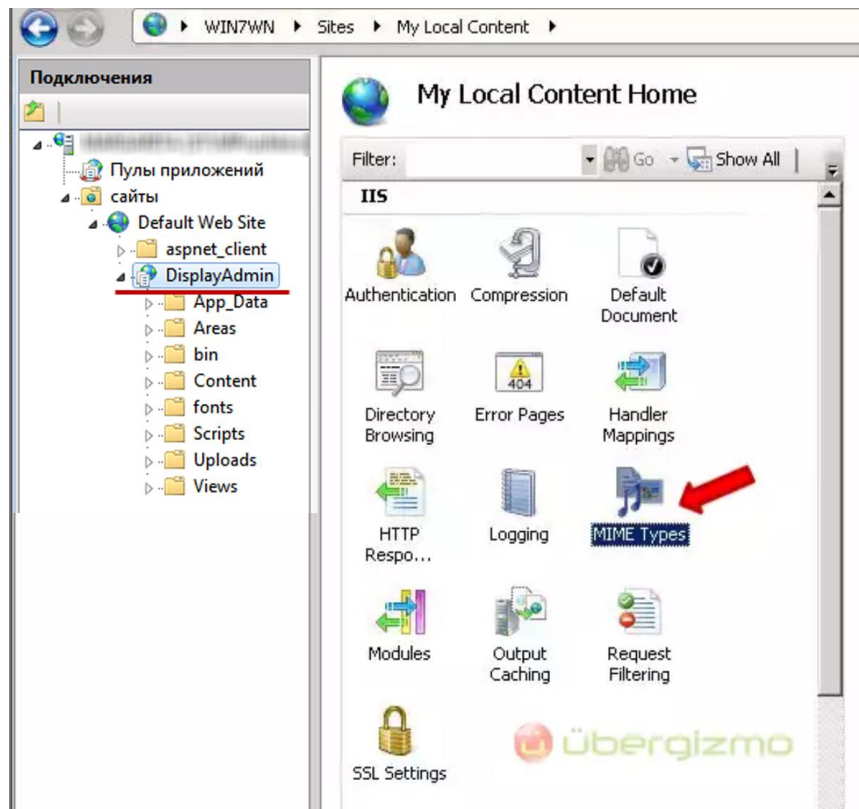 WIN7WN Sites My Local Content
Подключения
Пулы приложений
сайты
Default Web Site
aspnet_client
DisplayAdmin
App_Data
Areas
bin
Content
fonts
Scripts
Uploads
Views
My Local Content Home
Filter: Go Show All
IIS
Authentication
Compression
Default
Document
Directory
Browsing
404
Error Pages
Handler
Mappings
HTTP
Respo...
Logging
MIME Types
Modules
Output
Caching
Request
Filtering
SSL Settings
übergizmo